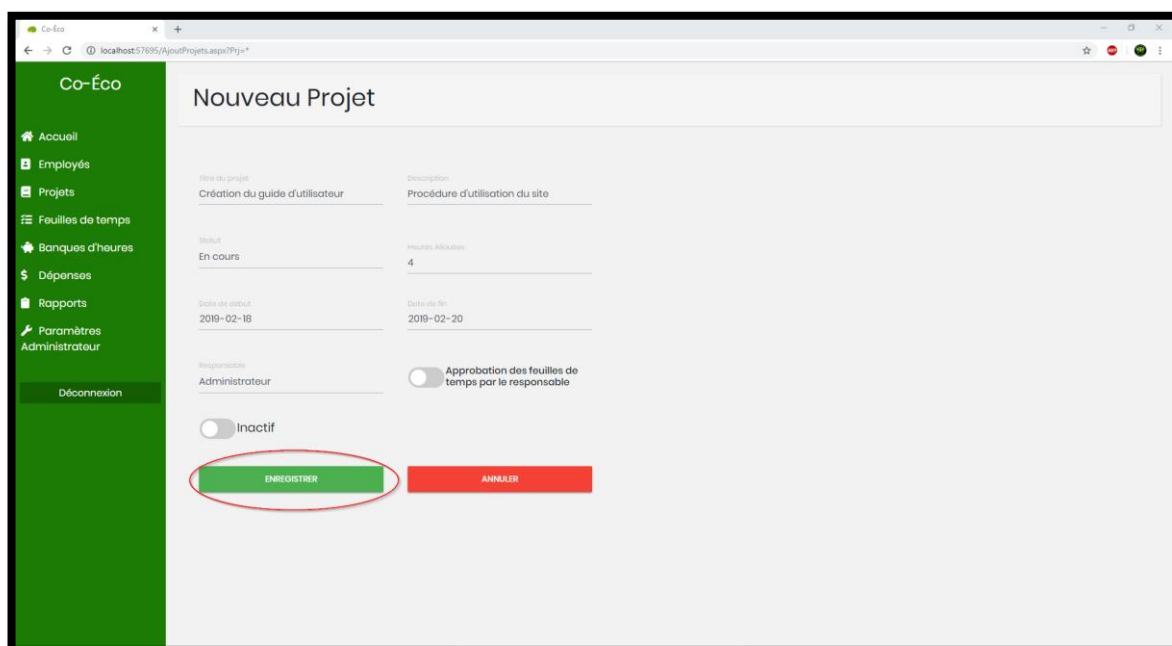 Co-Éco
localhost:57695/AjoutProjets.aspx?Prj=*
Co-Éco
Accueil
Employés
Projets
Feuilles de temps
Banques d'heures
$ Dépenses
Rapports
Paramètres
Administrateur
Déconnexion
Nouveau Projet
Titre du projet
Création du guide d'utilisateur
Description
Procédure d'utilisation du site
Statut
En cours
Heures Allouées
4
Date de début
2019-02-18
Date de fin
2019-02-20
Responsable
Administrateur
Approbation des feuilles de
temps par le responsable
Inactif
ENREGISTRER
ANNULER